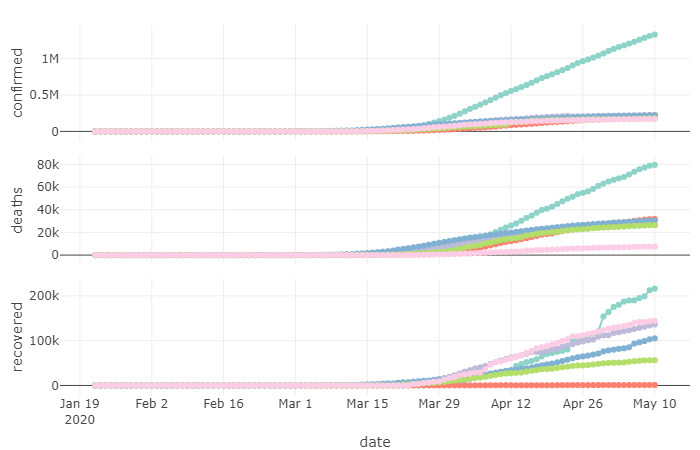 confirmed
1M
0.5M
0
deaths
80k
60k
40k
20k
0
recovered
200k
100k
0
Jan 19 Feb 2 Feb 16 Mar 1 Mar 15 Mar 29 Apr 12 Apr 26 May 10
2020
date